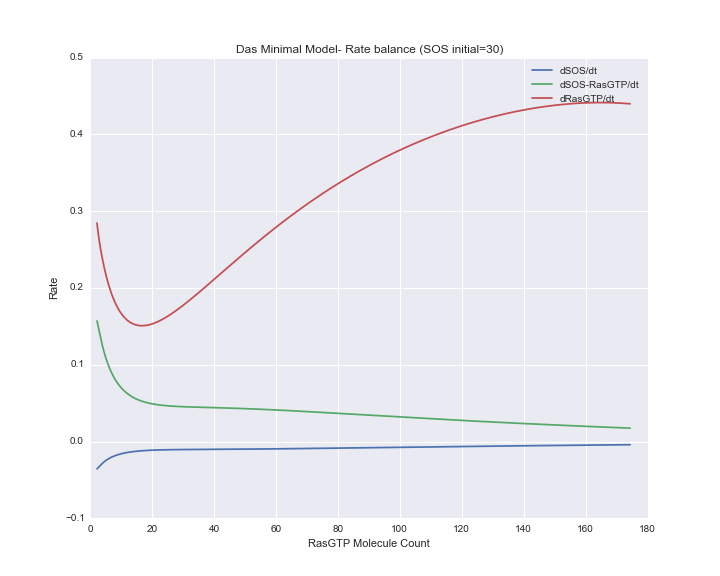 Das Minimal Model- Rate balance (SOS initial=30)
0.5
0.4
0.3
0.2
0.1
0.0
−0.1
Rate
dSOS/dt
dSOS-RasGTP/dt
dRasGTP/dt
0 20 40 60 80 100 120 140 160 180
RasGTP Molecule Count